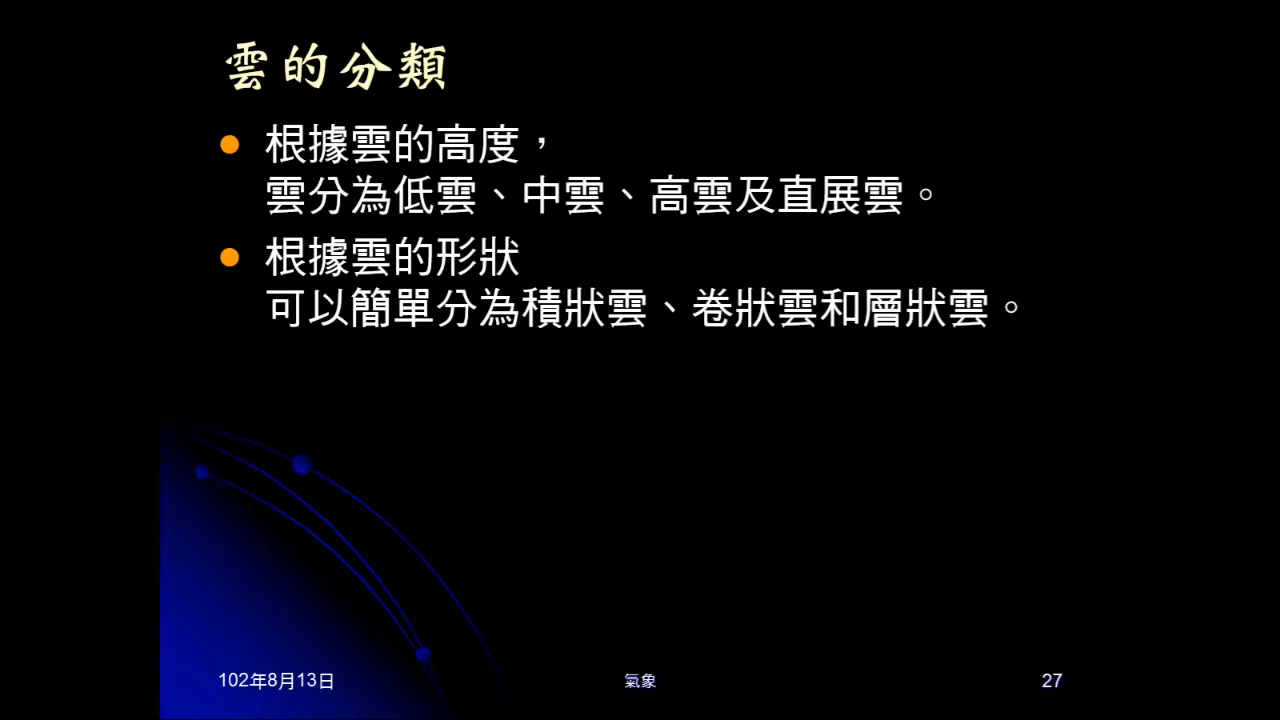 雲的分類
根據雲的高度，
雲分為低雲、中雲、高雲及直展雲。
根據雲的形狀
可以簡單分為積狀雲、卷狀雲和層狀雲。
102年8月13日
氣象
27